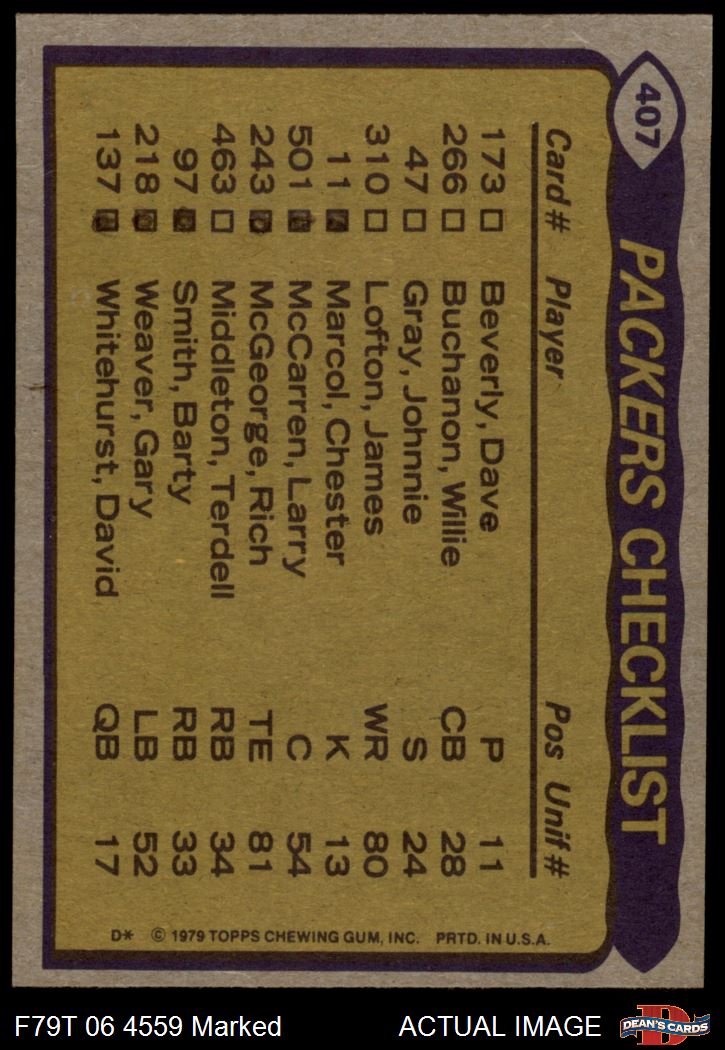 407
PACKERS CHECKLIST
Card # Player Pos Unif #
173 Beverly, Dave P 11
266 Buchanon, Willie CB 28
47 Gray, Johnnie S 24
310 Lofton, James WR 80
11 Marcol, Chester K 13
501 McCarren, Larry C 54
243 McGeorge, Rich TE 81
463 Middleton, Terdell RB 34
97 Smith, Barty RB 33
218 Weaver, Gary LB 52
137 Whitehurst, David QB 17
D* © 1979 TOPPS CHEWING GUM, INC. PRTD. IN U.S.A.
F79T 06 4559 Marked ACTUAL IMAGE
D
DEAN'S CARDS